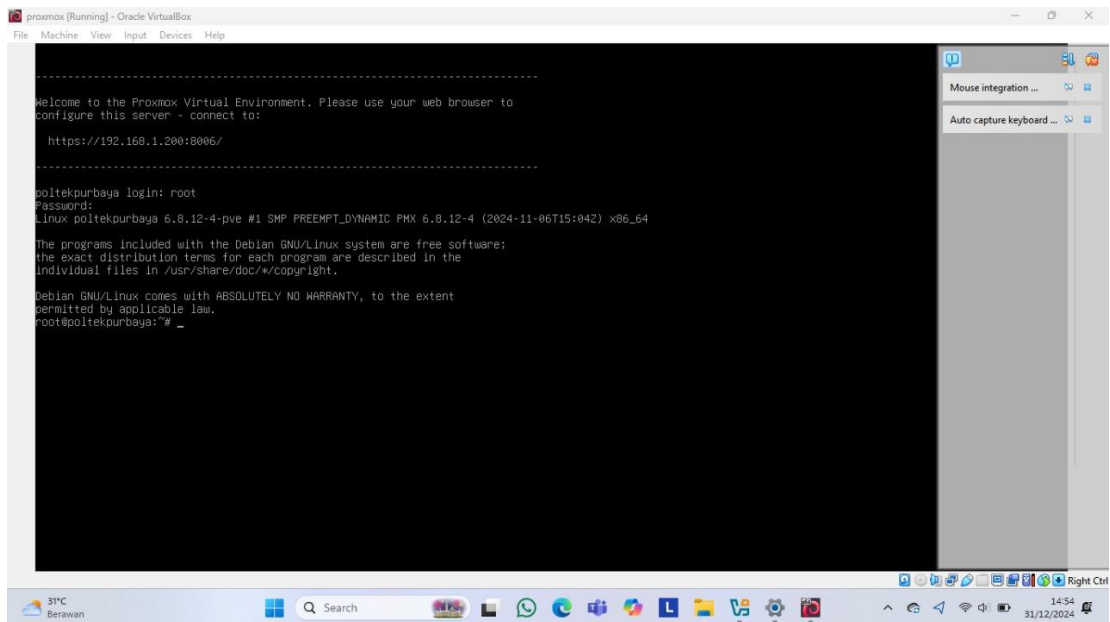 proxmox [Running] - Oracle VirtualBox
File Machine View Input Devices Help
--------------------------------------------------------------------------------
Welcome to the Proxmox Virtual Environment. Please use your web browser to
configure this server - connect to:
https://192.168.1.200:8006/
--------------------------------------------------------------------------------
poltekpurbaya login: root
Password:
Linux poltekpurbaya 6.8.12-4-pve #1 SMP PREEMPT_DYNAMIC PMX 6.8.12-4 (2024-11-06T15:04Z) x86_64
The programs included with the Debian GNU/Linux system are free software;
the exact distribution terms for each program are described in the
individual files in /usr/share/doc/*/copyright.
Debian GNU/Linux comes with ABSOLUTELY NO WARRANTY, to the extent
permitted by applicable law.
root@poltekpurbaya:~# _
Mouse integration ...
Auto capture keyboard ...
Right Ctrl
31°C
Berawan
Search
L
14:54
31/12/2024